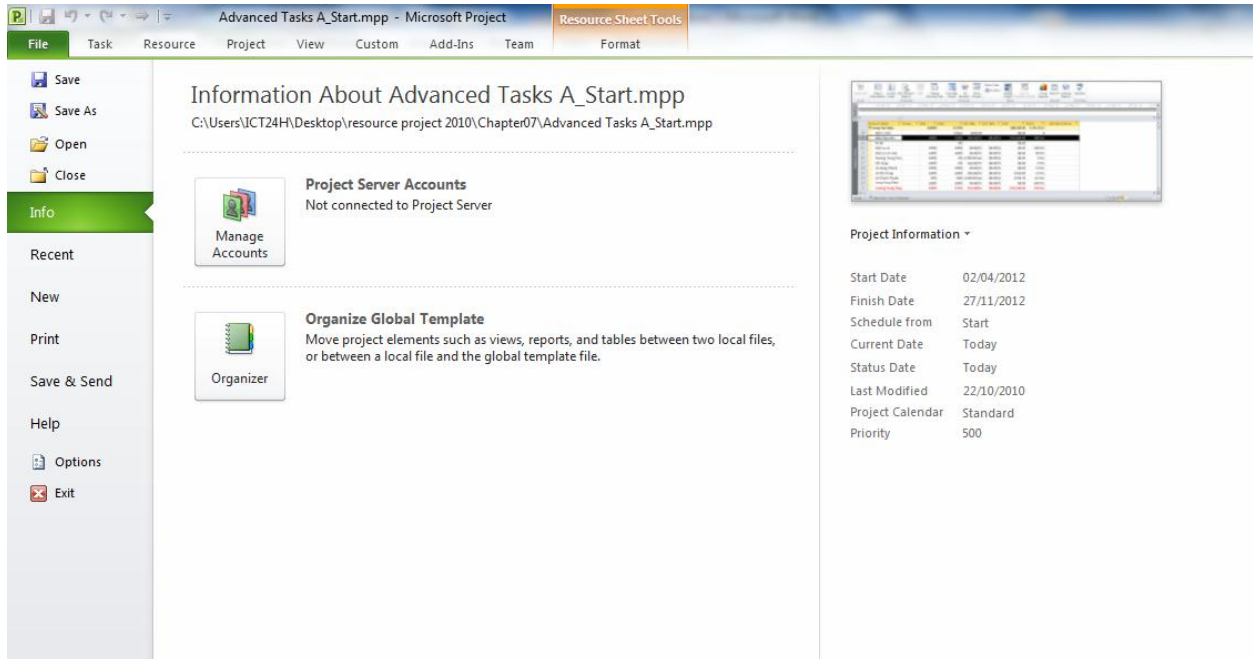 Advanced Tasks A_Start.mpp - Microsoft Project
Resource Sheet Tools
File Task Resource Project View Custom Add-Ins Team Format
Save
Save As
Open
Close
Info
Recent
New
Print
Save & Send
Help
Options
Exit
Information About Advanced Tasks A_Start.mpp
C:\Users\ICT24H\Desktop\resource project 2010\Chapter07\Advanced Tasks A_Start.mpp
Manage
Accounts
Project Server Accounts
Not connected to Project Server
Organizer
Organize Global Template
Move project elements such as views, reports, and tables between two local files,
or between a local file and the global template file.
Project Information
Start Date 02/04/2012
Finish Date 27/11/2012
Schedule from Start
Current Date Today
Status Date Today
Last Modified 22/10/2010
Project Calendar Standard
Priority 500